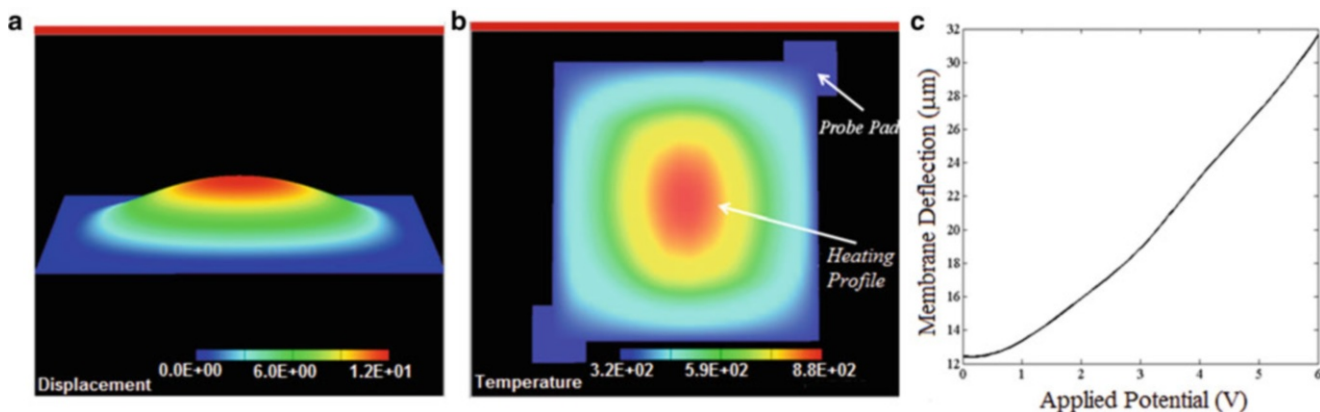 a
0.0E+00 6.0E+00 1.2E+01
Displacement
b
Probe Pad
Heating
Profile
3.2E+02 5.9E+02 8.8E+02
Temperature
c
Membrane Deflection (μm)
32
30
28
26
24
22
20
18
16
14
12
0 1 2 3 4 5 6
Applied Potential (V)